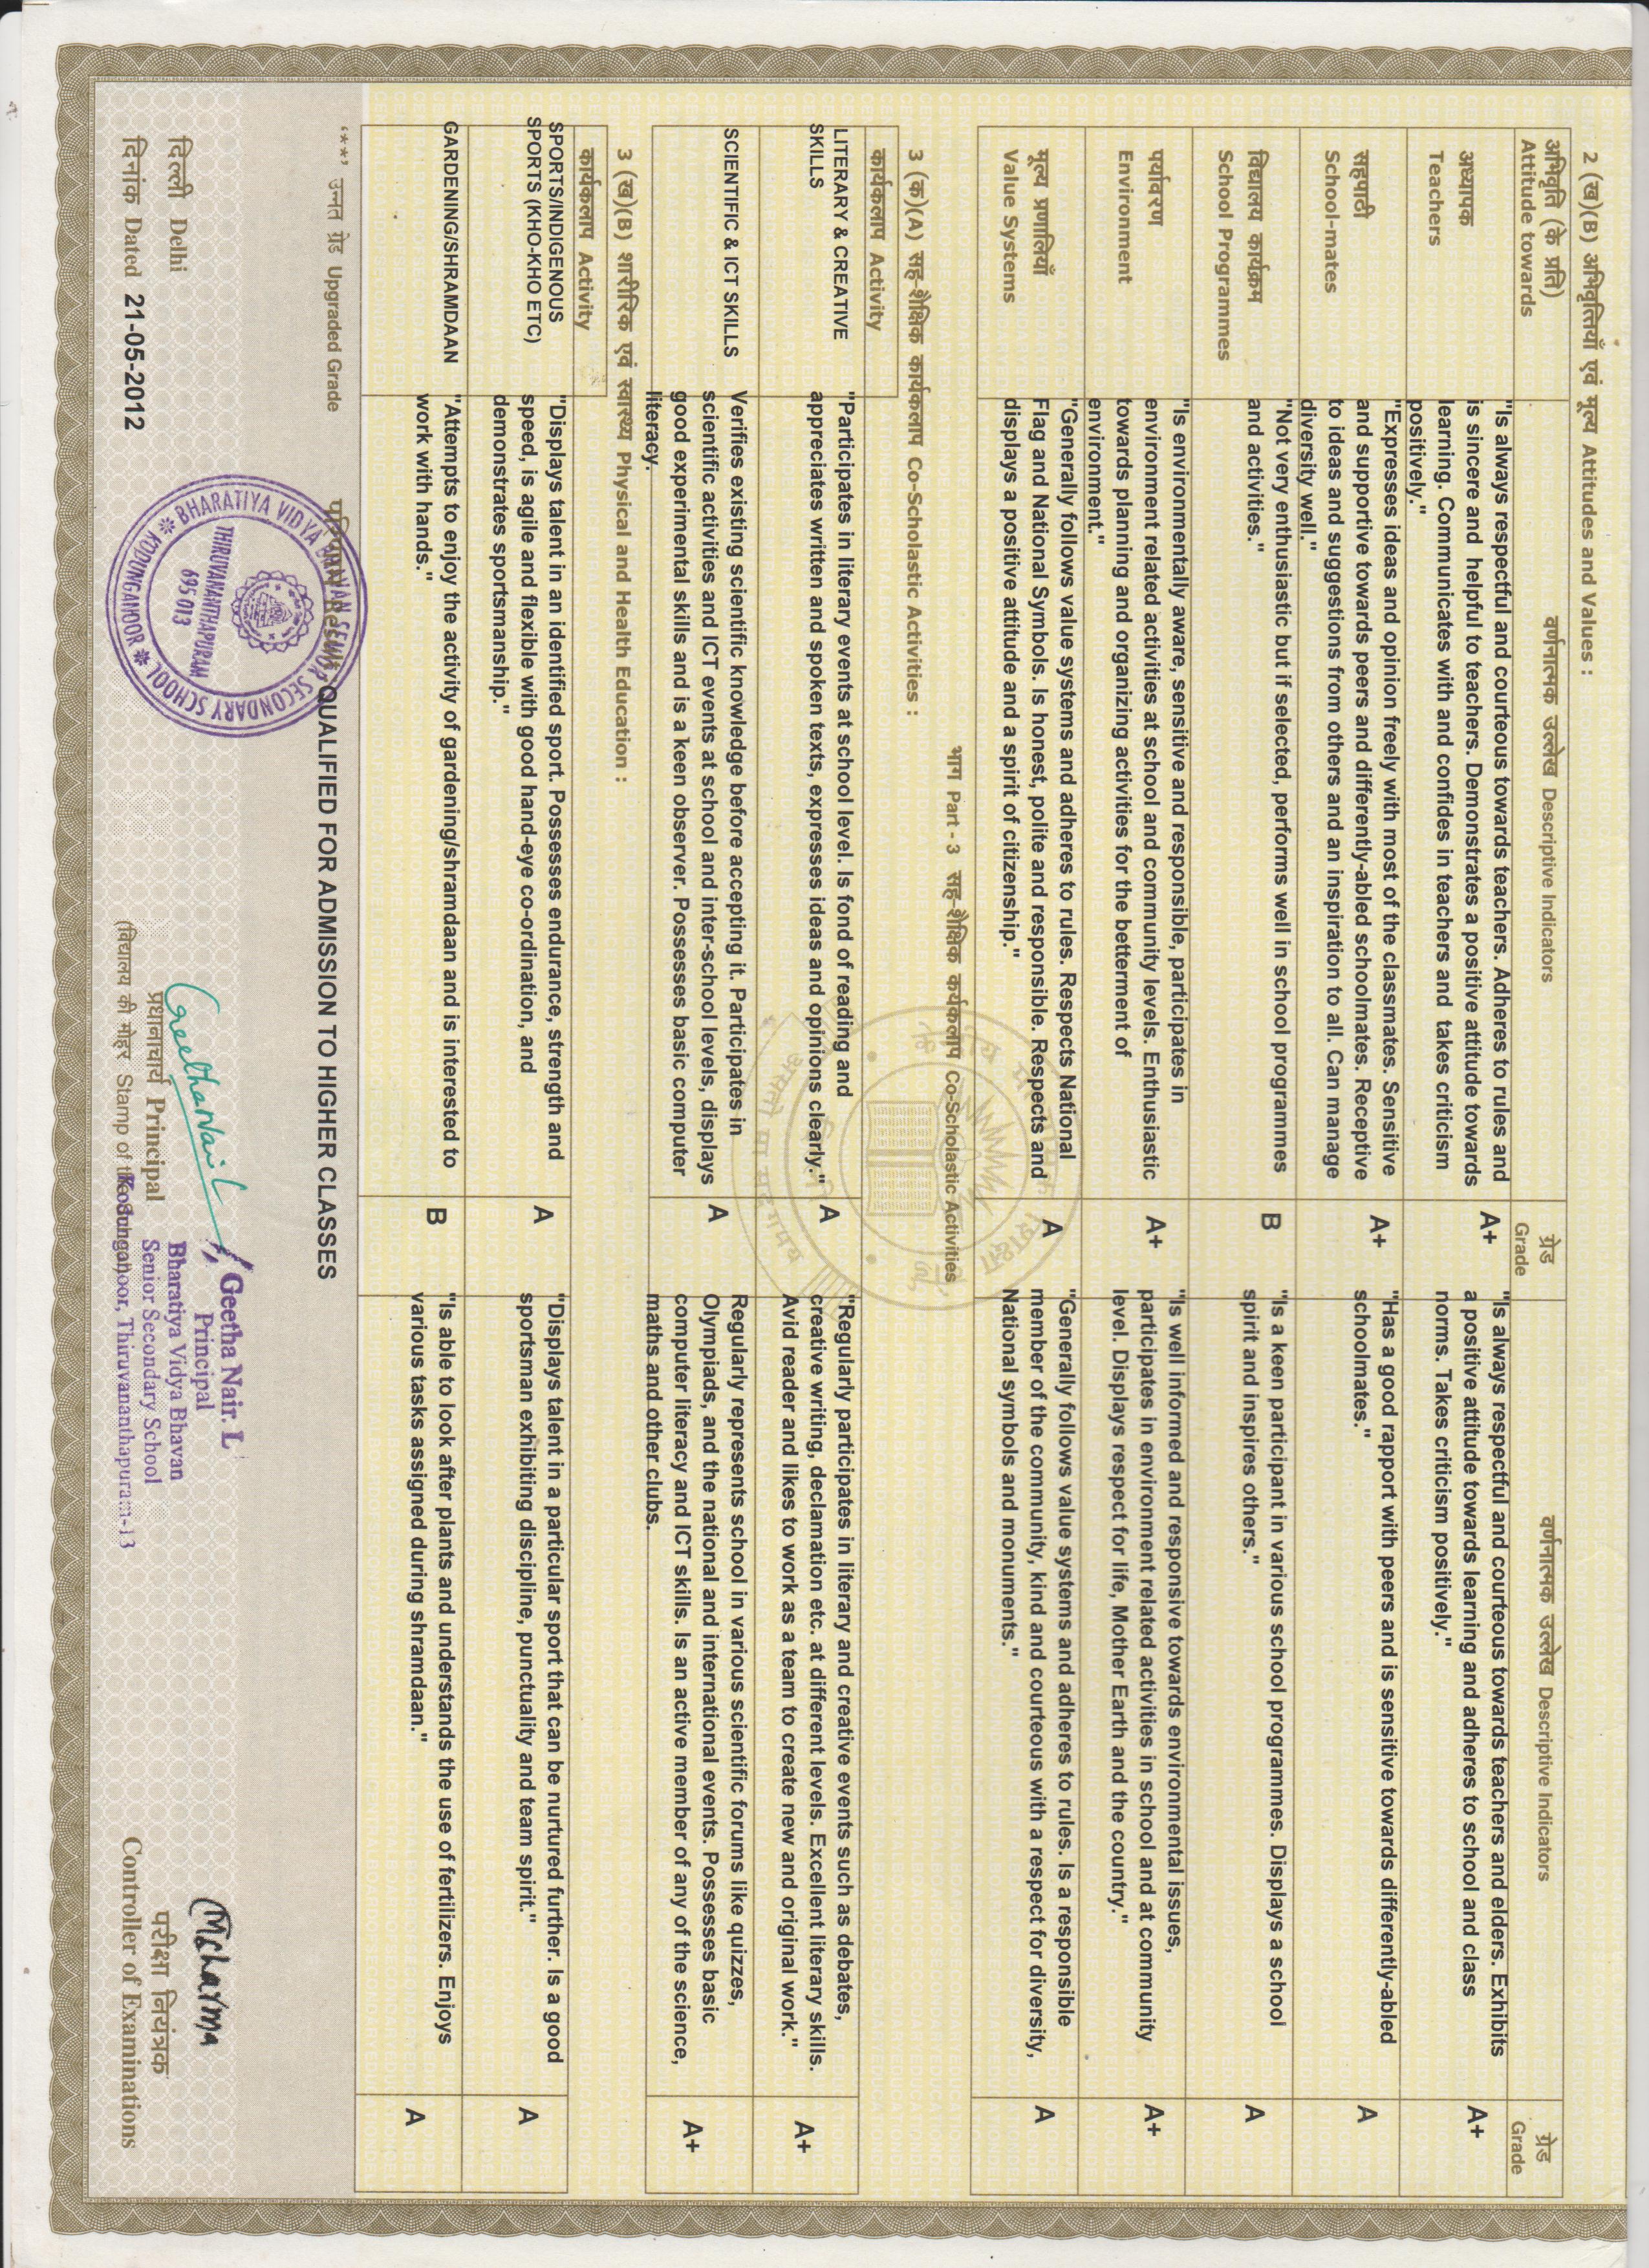 2 (ख)(B) अभिवृत्तियाँ एवं मूल्य Attitudes and Values :
अभिवृति (के प्रति)
Attitude towards
वर्णनात्मक उल्लेख Descriptive Indicators
ग्रेड
Grade
वर्णनात्मक उल्लेख Descriptive Indicators
ग्रेड
Grade
अध्यापक
Teachers
"Is always respectful and courteous towards teachers. Adheres to rules and
is sincere and helpful to teachers. Demonstrates a positive attitude towards
learning. Communicates with and confides in teachers and takes criticism
positively."
A+
"Is always respectful and courteous towards teachers and elders. Exhibits
a positive attitude towards learning and adheres to school and class
norms. Takes criticism positively."
A+
सहपाठी
School-mates
"Expresses ideas and opinion freely with most of the classmates. Sensitive
and supportive towards peers and differently-abled schoolmates. Receptive
to ideas and suggestions from others and an inspiration to all. Can manage
diversity well."
A+
"Has a good rapport with peers and is sensitive towards differently-abled
schoolmates."
A
विद्यालय कार्यक्रम
School Programmes
"Not very enthusiastic but if selected, performs well in school programmes
and activities."
B
"Is a keen participant in various school programmes. Displays a school
spirit and inspires others."
A
पर्यावरण
Environment
"Is environmentally aware, sensitive and responsible, participates in
environment related activities at school and community levels. Enthusiastic
towards planning and organizing activities for the betterment of
environment."
A+
"Is well informed and responsive towards environmental issues,
participates in environment related activities in school and at community
level. Displays respect for life, Mother Earth and the country."
A+
मूल्य प्रणालियाँ
Value Systems
"Generally follows value systems and adheres to rules. Respects National
Flag and National Symbols. Is honest, polite and responsible. Respects and
displays a positive attitude and a spirit of citizenship."
A
"Generally follows value systems and adheres to rules. Is a responsible
member of the community, kind and courteous with a respect for diversity,
National symbols and monuments."
A
भाग Part - 3 सह-शैक्षिक कर्यकलाप Co-Scholastic Activities
3 (क)(A) सह-शैक्षिक कार्यकलाप Co-Scholastic Activities :
कार्यकलाप Activity
LITERARY & CREATIVE
SKILLS
"Participates in literary events at school level. Is fond of reading and
appreciates written and spoken texts, expresses ideas and opinions clearly."
A
"Regularly participates in literary and creative events such as debates,
creative writing, declamation etc. at different levels. Excellent literary skills.
Avid reader and likes to work as a team to create new and original work."
A+
SCIENTIFIC & ICT SKILLS
Verifies existing scientific knowledge before accepting it. Participates in
scientific activities and ICT events at school and inter-school levels, displays
good experimental skills and is a keen observer. Possesses basic computer
literacy.
A
Regularly represents school in various scientific forums like quizzes,
Olympiads, and the national and international events. Possesses basic
computer literacy and ICT skills. Is an active member of any of the science,
maths and other clubs.
A+
3 (ख)(B) शारीरिक एवं स्वास्थ्य Physical and Health Education :
कार्यकलाप Activity
SPORTS/INDIGENOUS
SPORTS (KHO-KHO ETC)
"Displays talent in an identified sport. Possesses endurance, strength and
speed, is agile and flexible with good hand-eye co-ordination, and
demonstrates sportsmanship."
A
"Displays talent in a particular sport that can be nurtured further. Is a good
sportsman exhibiting discipline, punctuality and team spirit."
A
GARDENING/SHRAMDAAN
"Attempts to enjoy the activity of gardening/shramdaan and is interested to
work with hands."
B
"Is able to look after plants and understands the use of fertilizers. Enjoys
various tasks assigned during shramdaan."
A
'**' उन्नत ग्रेड Upgraded Grade
परिणाम Result : QUALIFIED FOR ADMISSION TO HIGHER CLASSES
BHARATIYA VIDYA BHAVAN SENIOR SECONDARY SCHOOL
THIRUVANANTHAPURAM
695 013
KODUNGANOOR
Geetha Nair L
Geetha Nair. L
Principal
Bharatiya Vidya Bhavan
Senior Secondary School
Kodunganoor, Thiruvananthapuram-13
प्रधानाचार्य Principal
(विद्यालय की मोहर Stamp of the School)
MSharma
परीक्षा नियंत्रक
Controller of Examinations
दिल्ली Delhi
दिनांक Dated 21-05-2012